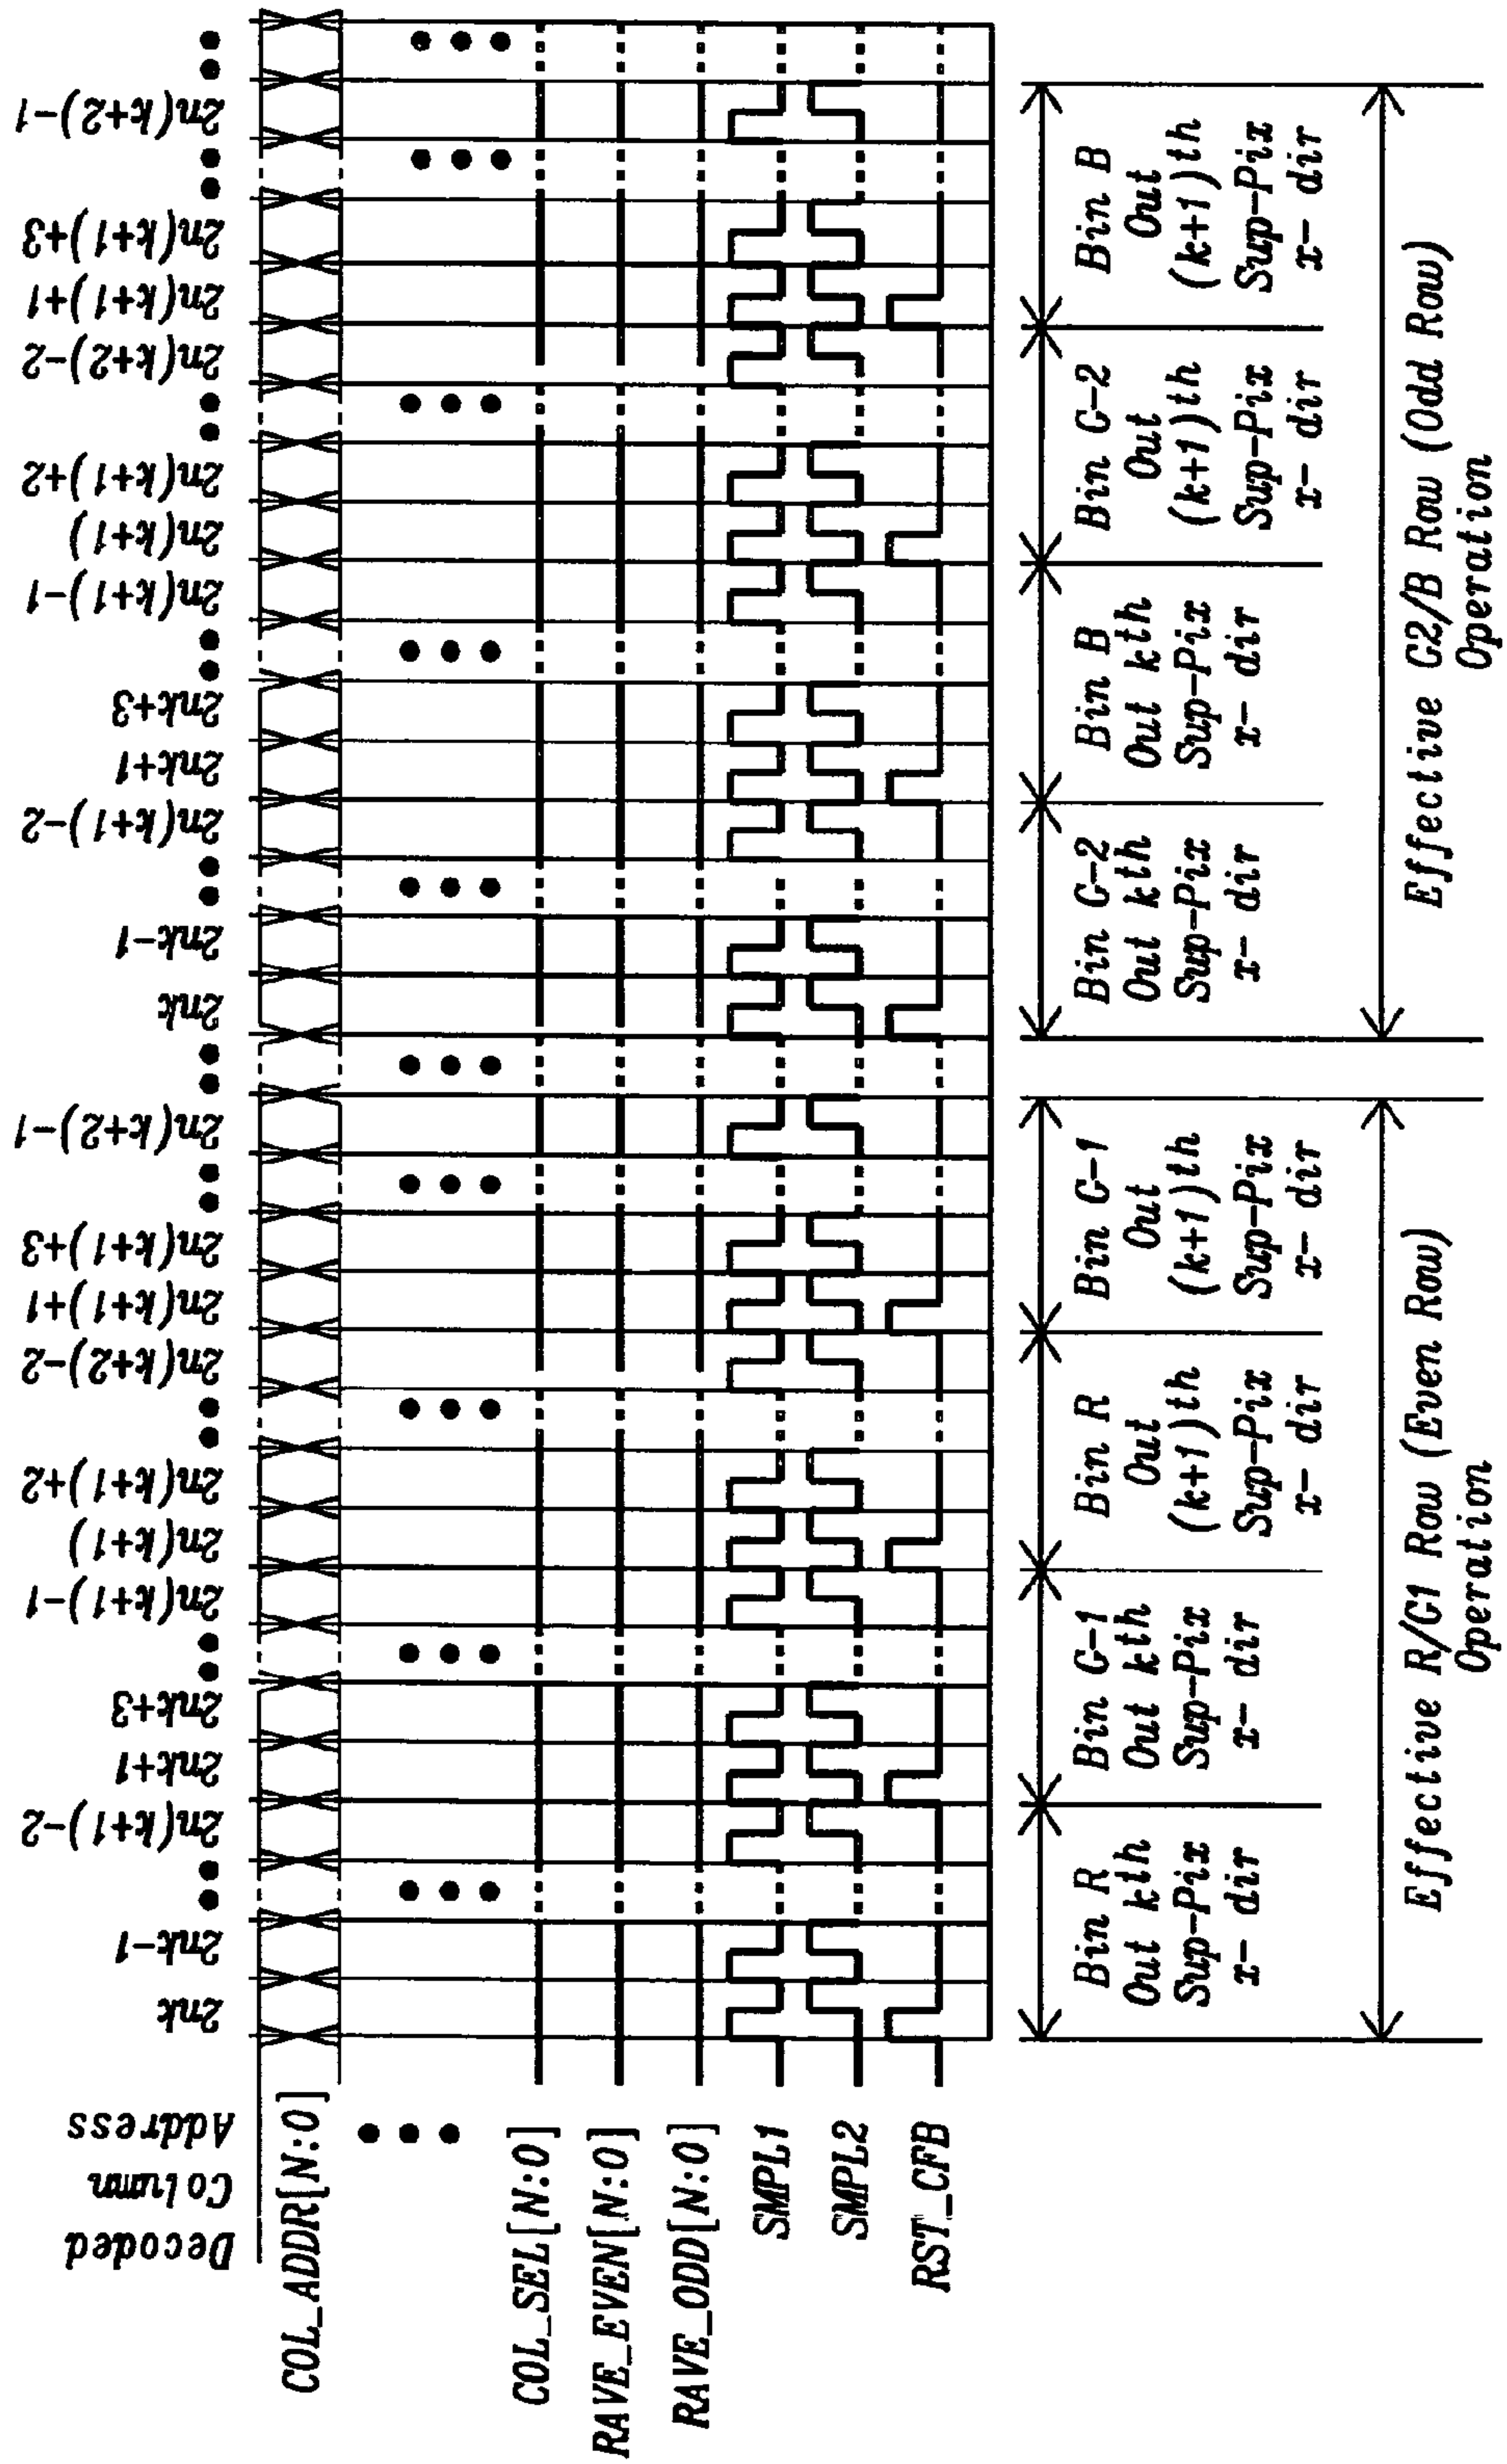 Decoded
Column
Address
2nk
2nk-1
2n(k+1)-2
2nk+1
2nk+3
2n(k+1)-1
2n(k+1)
2n(k+1)+2
2n(k+2)-2
2n(k+1)+1
2n(k+1)+3
2n(k+2)-1
2nk
2nk-1
2n(k+1)-2
2nk+1
2nk+3
2n(k+1)-1
2n(k+1)
2n(k+1)+2
2n(k+2)-2
2n(k+1)+1
2n(k+1)+3
2n(k+2)-1
COL_ADDR[N:0]
COL_SEL[N:0]
RAVE_EVEN[N:0]
RAVE_ODD[N:0]
SMPL1
SMPL2
RST_CFB
Bin R
Out kth
Sup-Pix
x- dir
Bin G-1
Out kth
Sup-Pix
x- dir
Bin R
Out
(k+1)th
Sup-Pix
x- dir
Bin G-1
Out
(k+1)th
Sup-Pix
x- dir
Bin G-2
Out kth
Sup-Pix
x- dir
Bin B
Out kth
Sup-Pix
x- dir
Bin G-2
Out
(k+1)th
Sup-Pix
x- dir
Bin B
Out
(k+1)th
Sup-Pix
x- dir
Effective R/G1 Row (Even Row)
Operation
Effective G2/B Row (Odd Row)
Operation